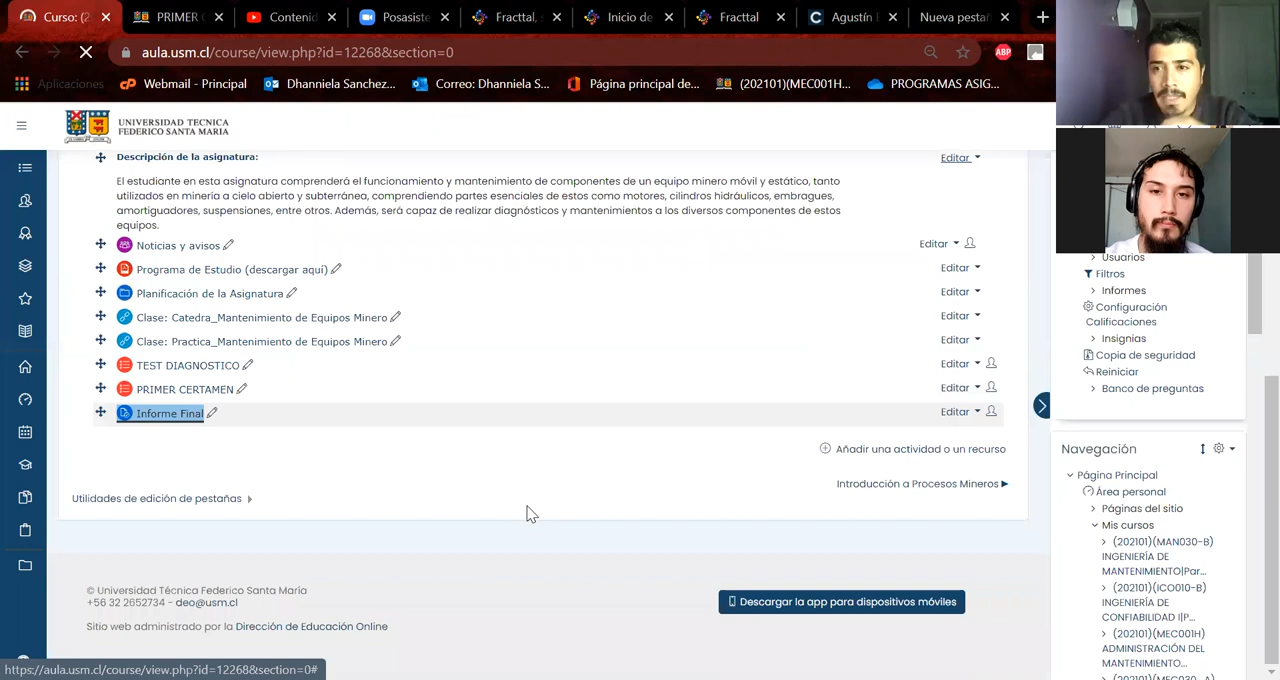 Curso: (2
PRIMER C
Contenid
Posasiste
Fracttal,
Inicio de
Fracttal
Agustín E
Nueva pestañ
aula.usm.cl/course/view.php?id=12268&section=0
ABP
Aplicaciones
Webmail - Principal
Dhanniela Sanchez...
Correo: Dhanniela S...
Página principal de...
(202101)(MEC001H...
PROGRAMAS ASIG...
UNIVERSIDAD TÉCNICA
FEDERICO SANTA MARÍA
Descripción de la asignatura:
Editar
El estudiante en esta asignatura comprenderá el funcionamiento y mantenimiento de componentes de un equipo minero móvil y estático, tanto
utilizados en minería a cielo abierto y subterránea, comprendiendo partes esenciales de estos como motores, cilindros hidráulicos, embragues,
amortiguadores, suspensiones, entre otros. Además, será capaz de realizar diagnósticos y mantenimientos a los diversos componentes de estos
equipos.
Noticias y avisos
Editar
Programa de Estudio (descargar aquí)
Editar
Planificación de la Asignatura
Editar
Clase: Catedra_Mantenimiento de Equipos Minero
Editar
Clase: Practica_Mantenimiento de Equipos Minero
Editar
TEST DIAGNOSTICO
Editar
PRIMER CERTAMEN
Editar
Informe Final
Editar
Añadir una actividad o un recurso
Introducción a Procesos Mineros
Utilidades de edición de pestañas
© Universidad Técnica Federico Santa María
+56 32 2652734 - deo@usm.cl
Sitio web administrado por la Dirección de Educación Online
Descargar la app para dispositivos móviles
https://aula.usm.cl/course/view.php?id=12268&section=0#
Usuarios
Filtros
Informes
Configuración
Calificaciones
Insignias
Copia de seguridad
Reiniciar
Banco de preguntas
Navegación
Página Principal
Área personal
Páginas del sitio
Mis cursos
(202101)(MAN030-B)
INGENIERÍA DE
MANTENIMIENTO|Par...
(202101)(ICO010-B)
INGENIERÍA DE
CONFIABILIDAD I|P...
(202101)(MEC001H)
ADMINISTRACIÓN DEL
MANTENIMIENTO...
(202101)(MEC030-A)